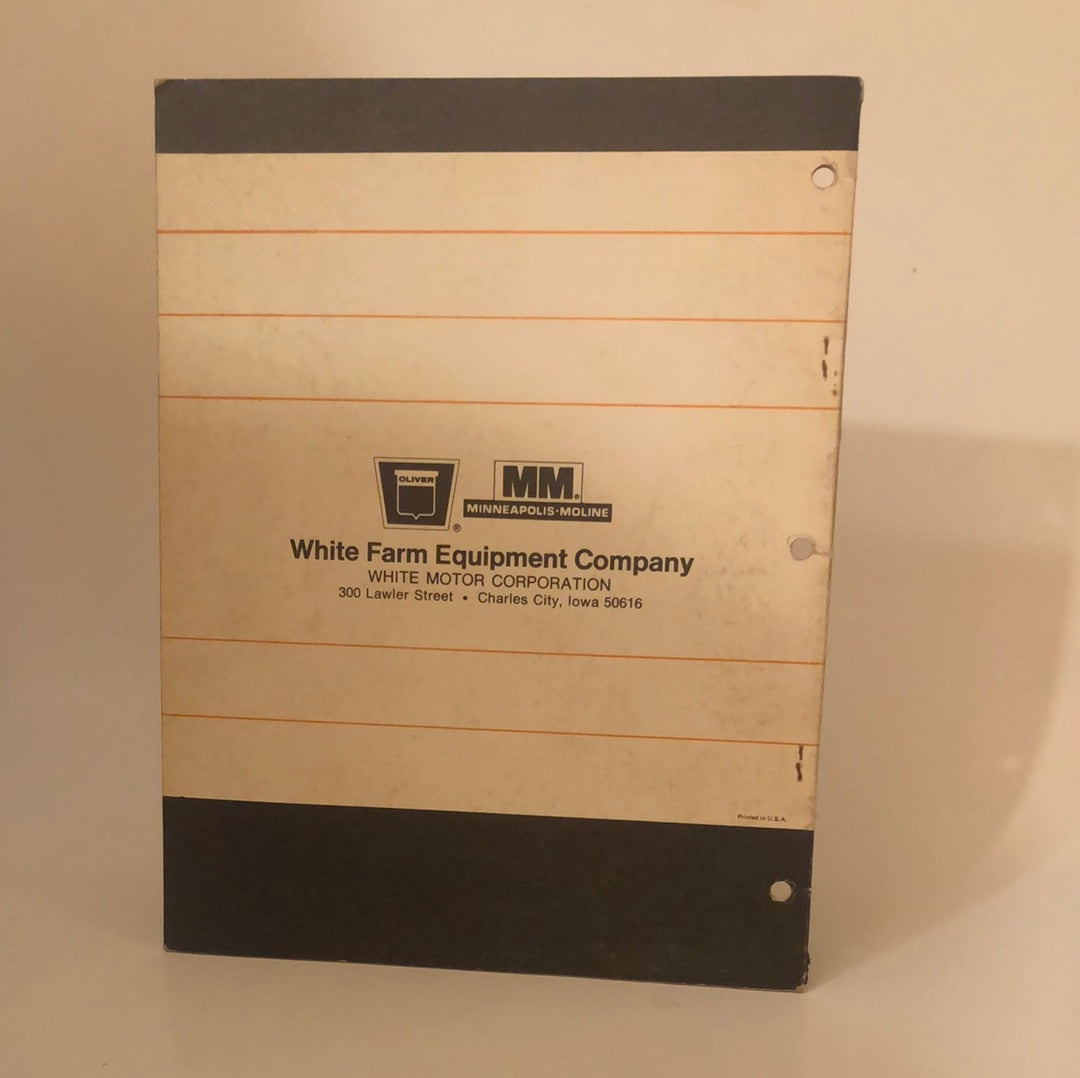 OLIVER
MM®
MINNEAPOLIS·MOLINE
®
White Farm Equipment Company
WHITE MOTOR CORPORATION
300 Lawler Street • Charles City, Iowa 50616
Printed in U.S.A.